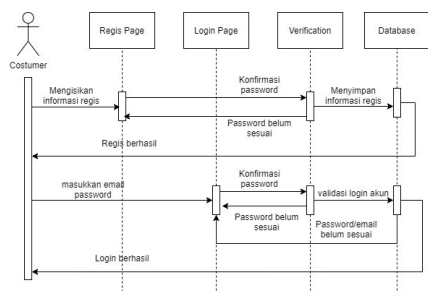 Regis Page
Login Page
Verification
Database
Costumer
Mengisikan
informasi regis
Konfirmasi
password
Menyimpan
informasi regis
Password belum
sesuai
Regis berhasil
masukkan email
password
Konfirmasi
password
validasi login akun
Password belum
sesuai
Password/email
belum sesuai
Login berhasil